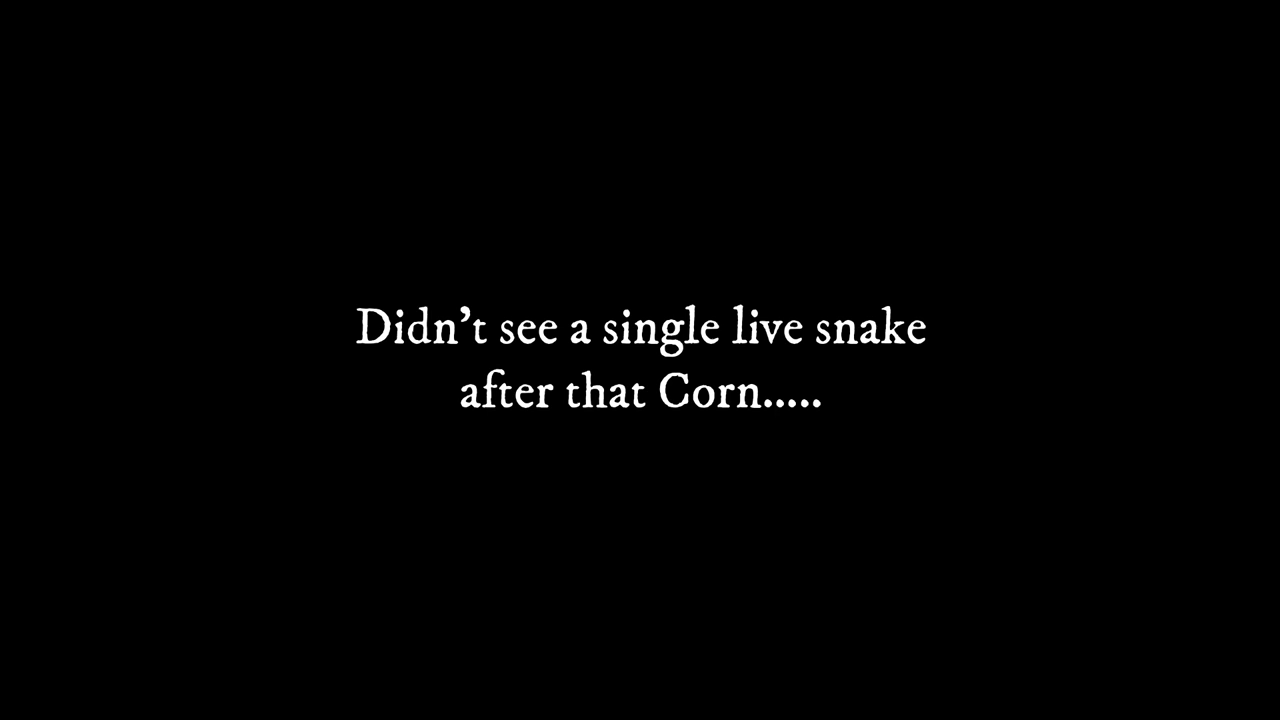 Didn’t see a single live snake
after that Corn.....